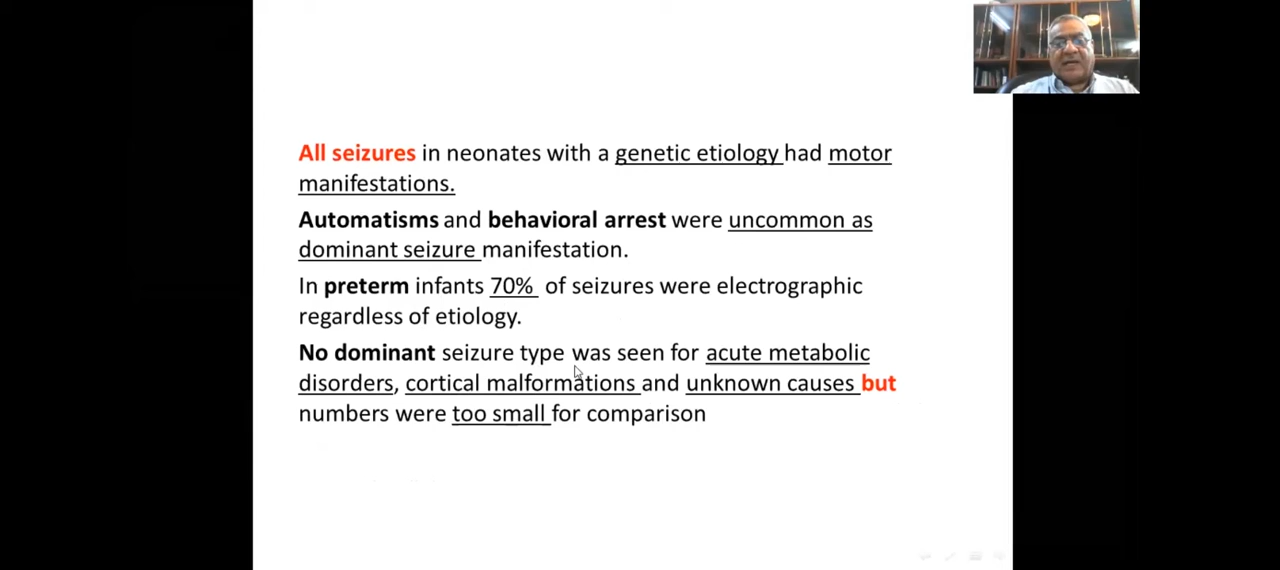 All seizures in neonates with a genetic etiology had motor
manifestations.
Automatisms and behavioral arrest were uncommon as
dominant seizure manifestation.
In preterm infants 70% of seizures were electrographic
regardless of etiology.
No dominant seizure type was seen for acute metabolic
disorders, cortical malformations and unknown causes but
numbers were too small for comparison